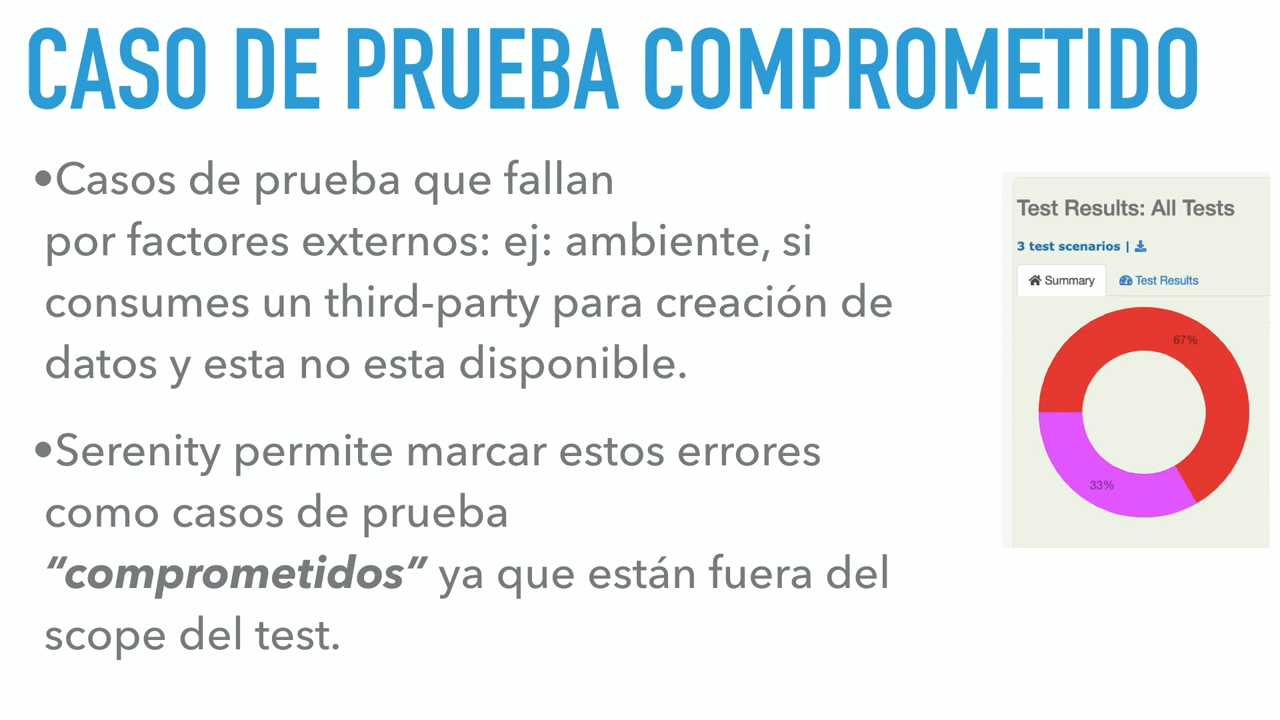 CASO DE PRUEBA COMPROMETIDO
•Casos de prueba que fallan
por factores externos: ej: ambiente, si
consumes un third-party para creación de
datos y esta no esta disponible.
•Serenity permite marcar estos errores
como casos de prueba
“comprometidos” ya que están fuera del
scope del test.
Test Results: All Tests
3 test scenarios |
Summary
Test Results
67%
33%